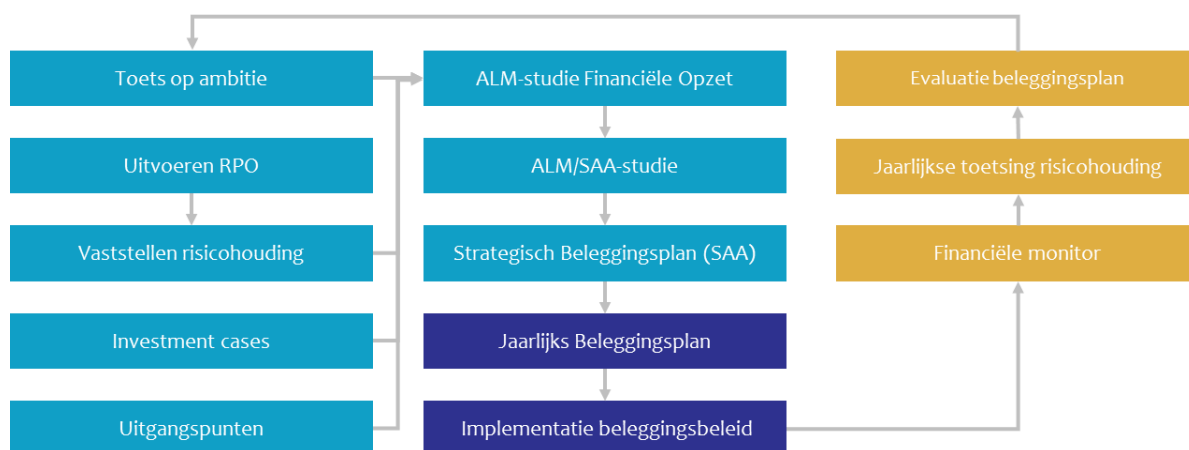 Toets op ambitie
Uitvoeren RPO
Vaststellen risicohouding
Investment cases
Uitgangspunten
ALM-studie Financiële Opzet
ALM/SAA-studie
Strategisch Beleggingsplan (SAA)
Jaarlijks Beleggingsplan
Implementatie beleggingsbeleid
Evaluatie beleggingsplan
Jaarlijkse toetsing risicohouding
Financiële monitor